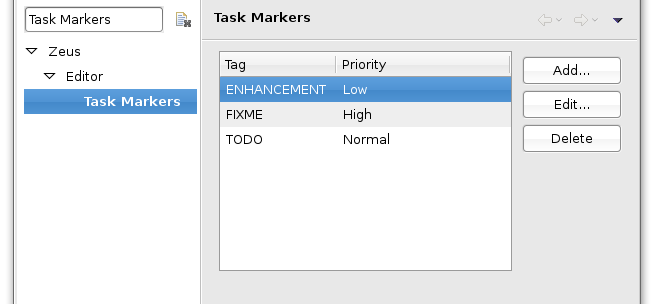 Task Markers
Zeus
Editor
Task Markers
Task Markers
Tag Priority
ENHANCEMENT Low
FIXME High
TODO Normal
Add...
Edit...
Delete